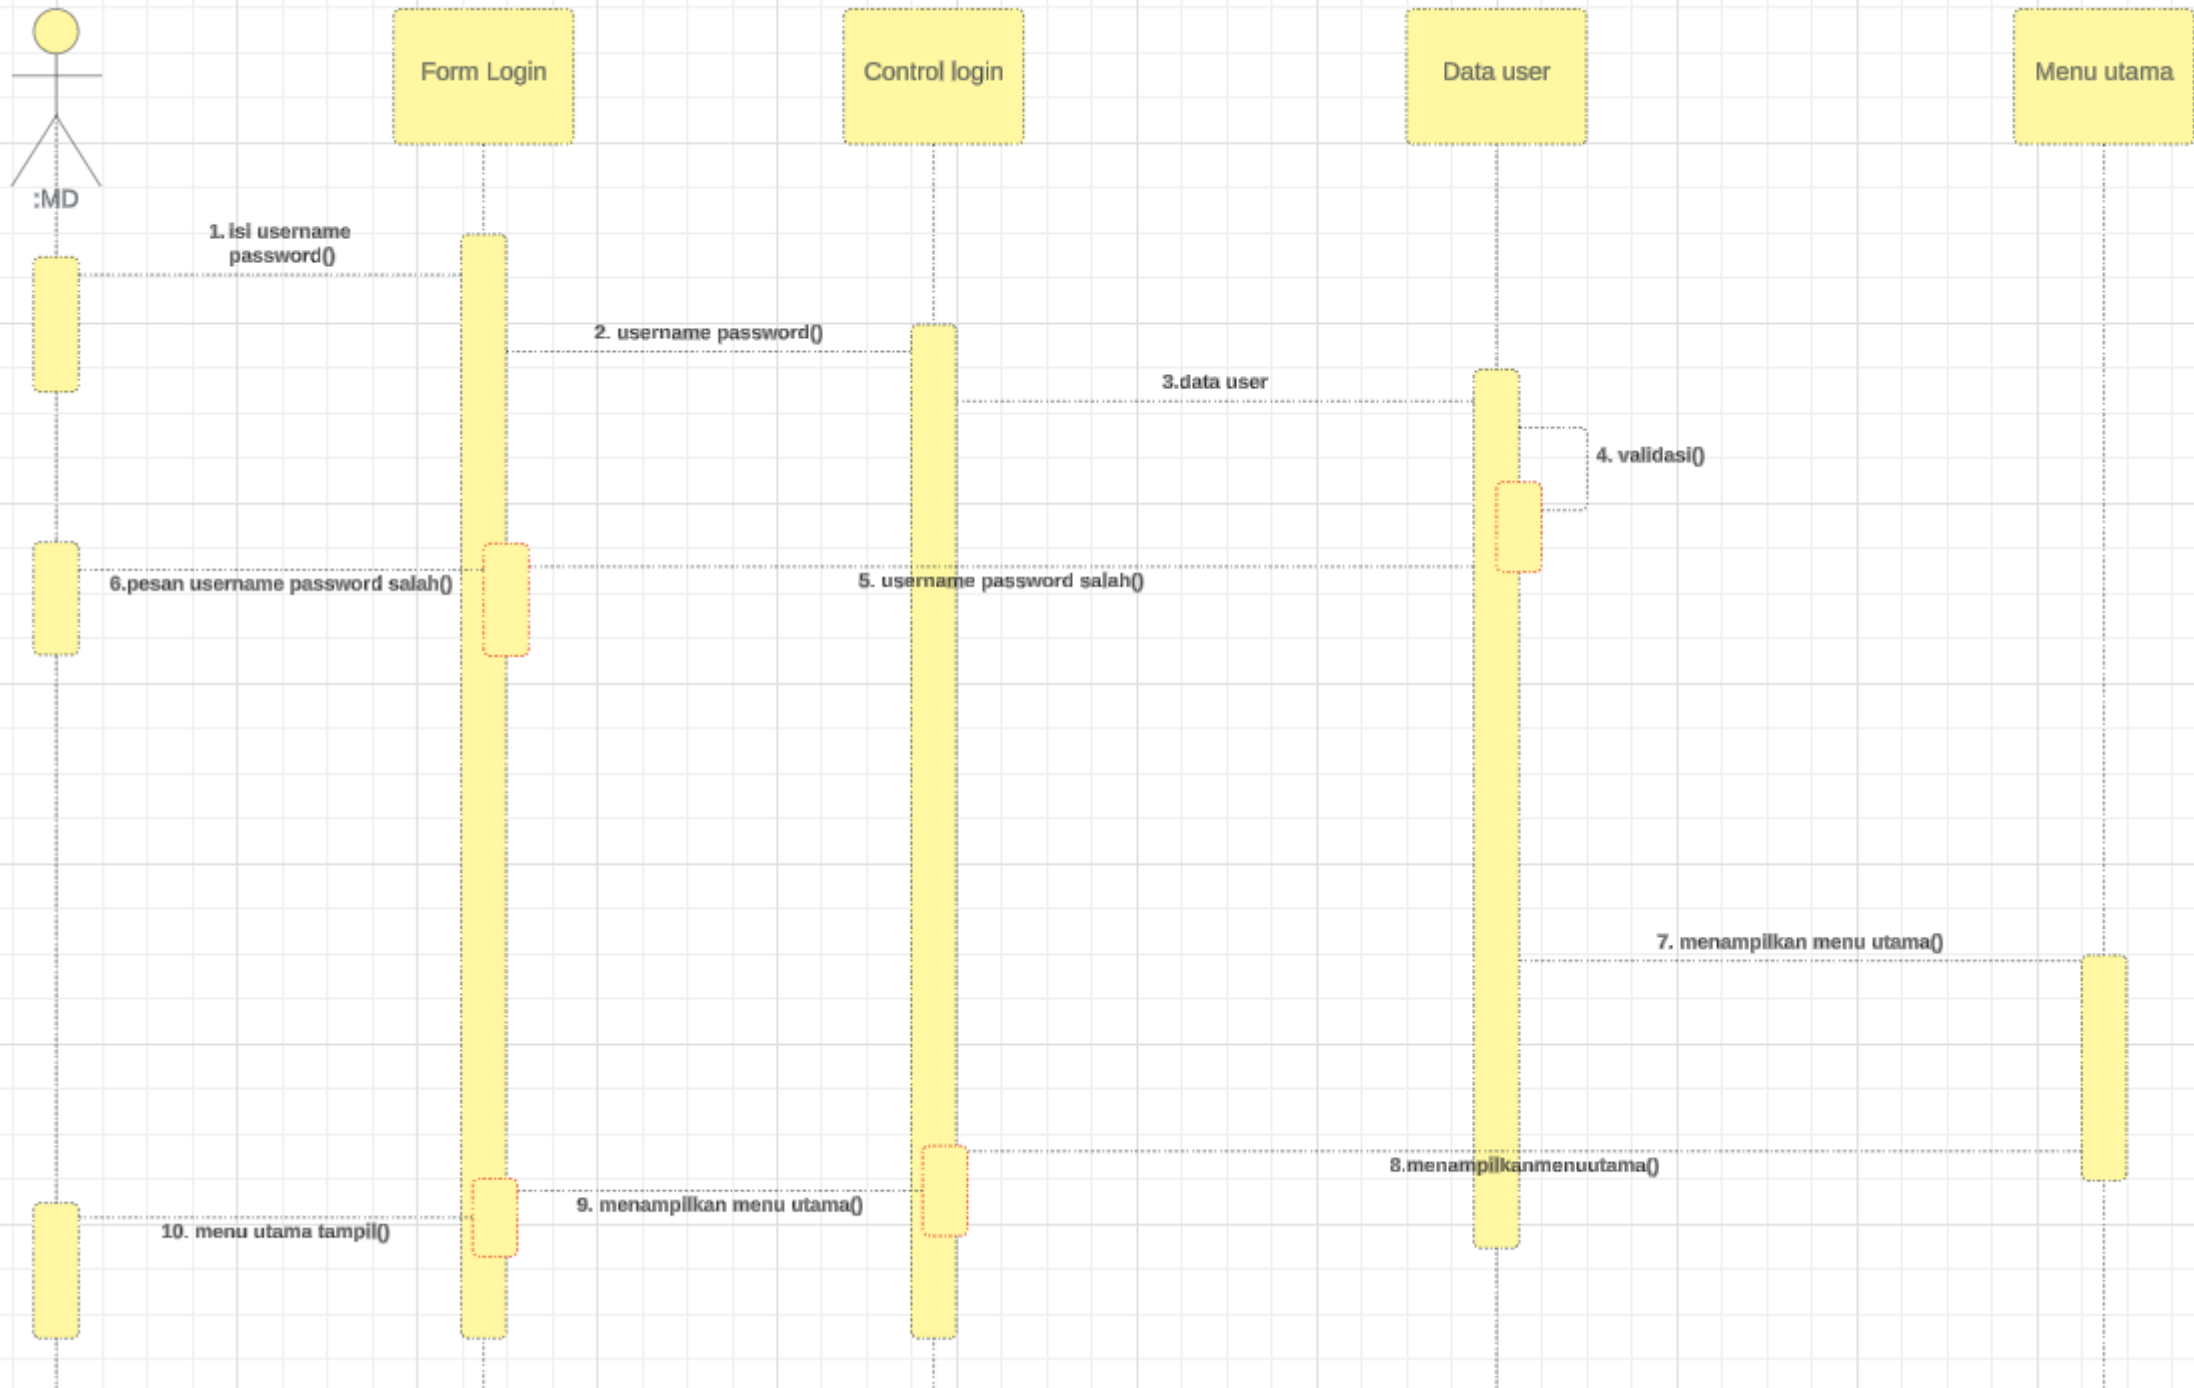 Form Login
Control login
Data user
Menu utama
:MD
1. isi username
password()
2. username password()
3.data user
4. validasi()
5. username password salah()
6.pesan username password salah()
7. menampilkan menu utama()
8.menampilkanmenuutama()
9. menampilkan menu utama()
10. menu utama tampil()